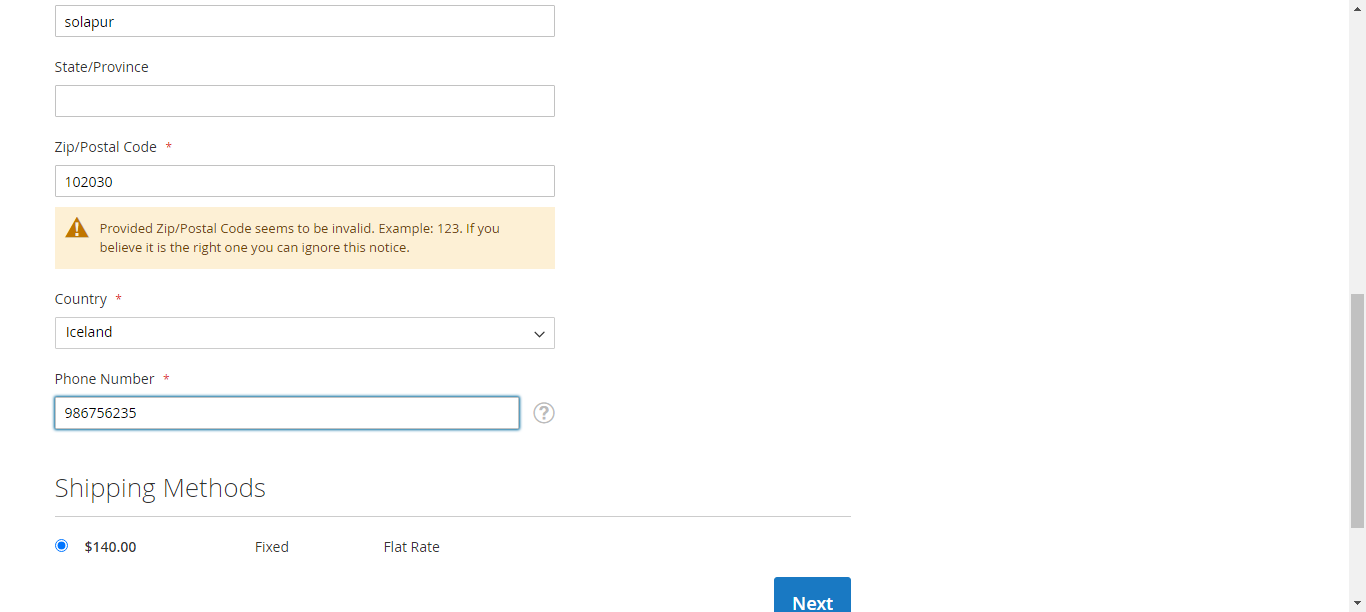 solapur
State/Province
Zip/Postal Code *
102030
Provided Zip/Postal Code seems to be invalid. Example: 123. If you
believe it is the right one you can ignore this notice.
Country *
Iceland
Phone Number *
986756235
?
Shipping Methods
$140.00 Fixed Flat Rate
Next